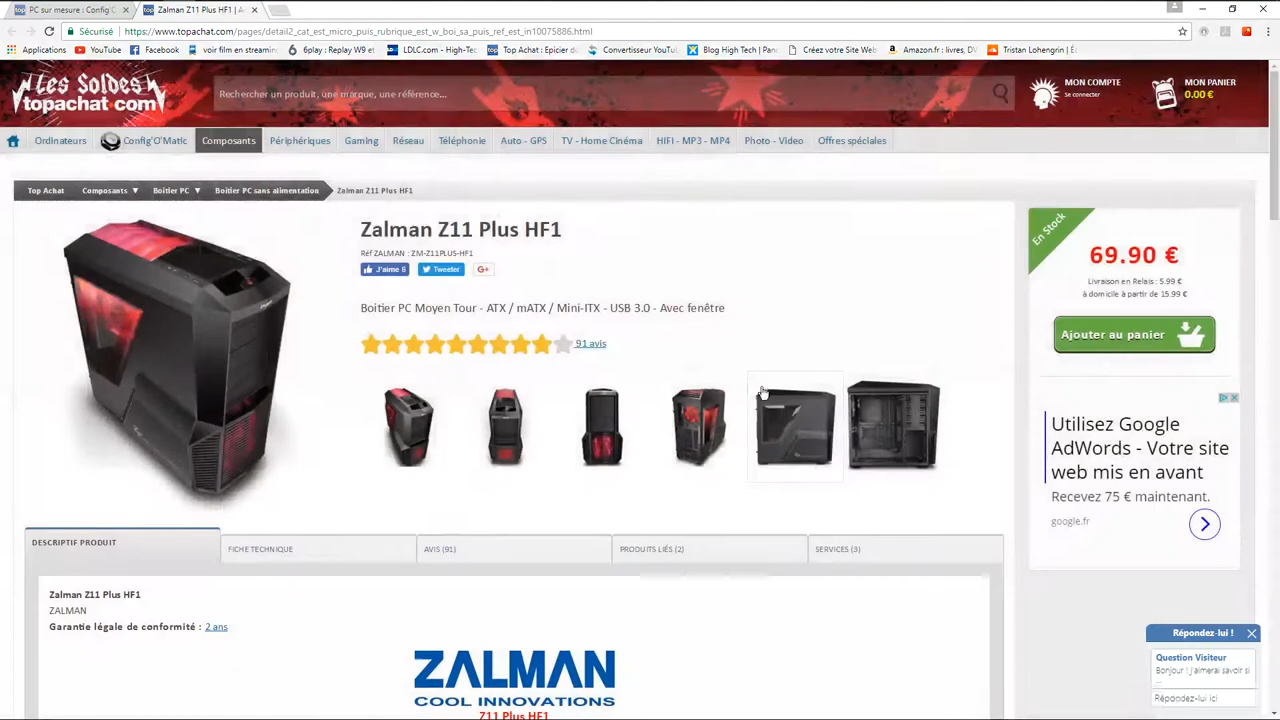 PC sur mesure : Config'O
Zalman Z11 Plus HF1 |
Sécurisé
https://www.topachat.com/pages/detail2_cat_est_micro_puis_rubrique_est_w_boi_sa_puis_ref_est_in10075886.html
Applications
YouTube
Facebook
voir film en streamin
6play : Replay W9 et
LDLC.com - High-Tec
Top Achat : Epicier d
Convertisseur YouTu
Blog High Tech | Pan
Créez votre Site Web
Amazon.fr : livres, DV
Tristan Lohengrin | E
Les Soldes
topachat.com
Rechercher un produit, une marque, une référence...
MON COMPTE
Se connecter
MON PANIER
0.00 €
Ordinateurs
Config'O'Matic
Composants
Périphériques
Gaming
Réseau
Téléphonie
Auto - GPS
TV - Home Cinéma
HIFI - MP3 - MP4
Photo - Video
Offres spéciales
Top Achat
Composants ▼
Boitier PC ▼
Boitier PC sans alimentation
Zalman Z11 Plus HF1
Zalman Z11 Plus HF1
Réf ZALMAN : ZM-Z11PLUS-HF1
J'aime 6
Tweeter
G+
Boitier PC Moyen Tour - ATX / mATX / Mini-ITX - USB 3.0 - Avec fenêtre
91 avis
En Stock
69.90 €
Livraison en Relais : 5.99 €
à domicile à partir de 15.99 €
Ajouter au panier
Utilisez Google
AdWords - Votre site
web mis en avant
Recevez 75 € maintenant.
google.fr
DESCRIPTIF PRODUIT
FICHE TECHNIQUE
AVIS (91)
PRODUITS LIÉS (2)
SERVICES (3)
Zalman Z11 Plus HF1
ZALMAN
Garantie légale de conformité : 2 ans
ZALMAN
COOL INNOVATIONS
Z11 Plus HF1
Répondez-lui !
Question Visiteur
Bonjour ! j'aimerai savoir si
...
Répondez-lui ici